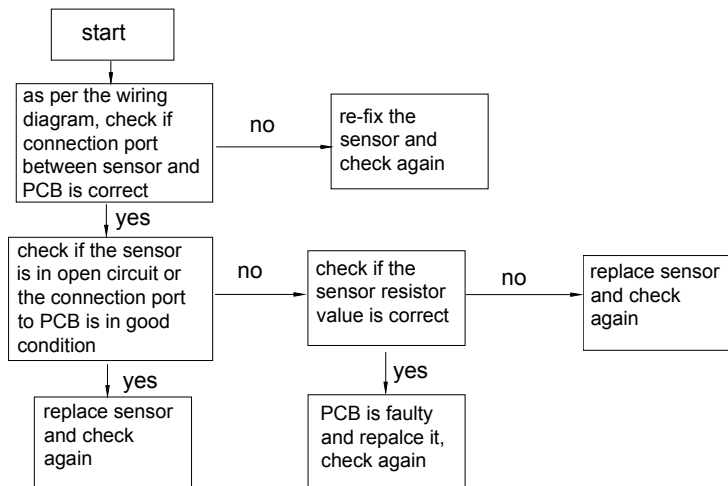 start
as per the wiring
diagram, check if
connection port
between sensor and
PCB is correct
no
re-fix the
sensor and
check again
yes
check if the sensor
is in open circuit or
the connection port
to PCB is in good
condition
no
check if the
sensor resistor
value is correct
no
replace sensor
and check
again
yes
replace sensor
and check
again
yes
PCB is faulty
and repalce it,
check again